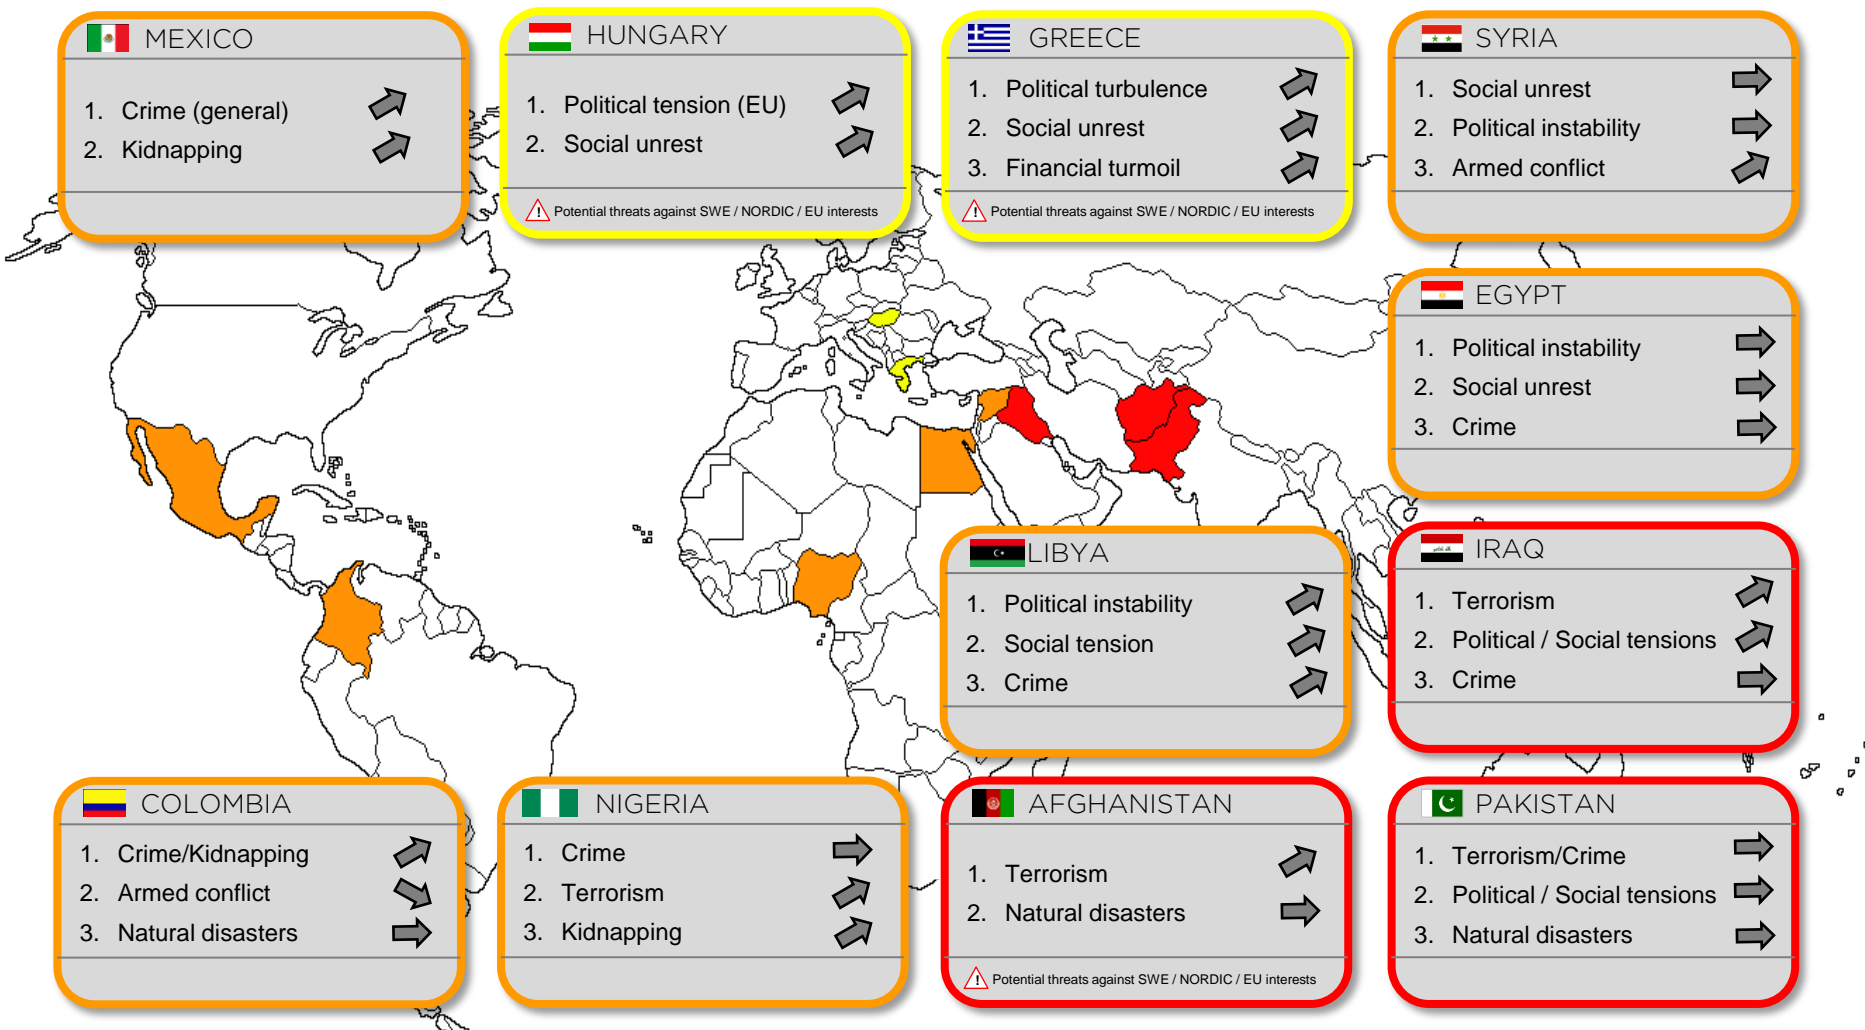 MEXICO
1. Crime (general)
2. Kidnapping
HUNGARY
1. Political tension (EU)
2. Social unrest
! Potential threats against SWE / NORDIC / EU interests
GREECE
1. Political turbulence
2. Social unrest
3. Financial turmoil
! Potential threats against SWE / NORDIC / EU interests
SYRIA
1. Social unrest
2. Political instability
3. Armed conflict
EGYPT
1. Political instability
2. Social unrest
3. Crime
LIBYA
1. Political instability
2. Social tension
3. Crime
IRAQ
1. Terrorism
2. Political / Social tensions
3. Crime
COLOMBIA
1. Crime/Kidnapping
2. Armed conflict
3. Natural disasters
NIGERIA
1. Crime
2. Terrorism
3. Kidnapping
AFGHANISTAN
1. Terrorism
2. Natural disasters
! Potential threats against SWE / NORDIC / EU interests
PAKISTAN
1. Terrorism/Crime
2. Political / Social tensions
3. Natural disasters